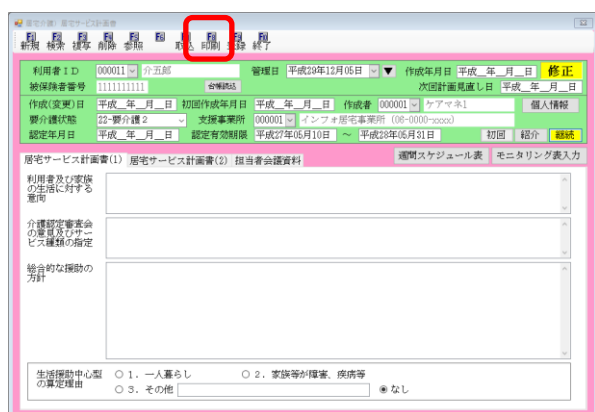 居宅介護)居宅サービス計画書
新規 検索 複写 削除 参照 取込 印刷 登録 終了
利用者ID 000011 介五郎 管理日 平成29年12月05日 ▼ 作成年月日 平成__年__月__日 修正
被保険者番号 1111111111 台帳読込 次回計画見直し日 平成__年__月__日
作成(変更)日 平成__年__月__日 初回作成年月日 平成__年__月__日 作成者 000001 ケアマネ1 個人情報
要介護状態 22-要介護2 支援事業所 000001 インフォ居宅事業所 (08-0000-xxxx)
認定年月日 平成__年__月__日 認定有効期限 平成27年05月10日 ~ 平成28年05月31日 初回 紹介 継続
居宅サービス計画書(1) 居宅サービス計画書(2) 担当者会議資料 週間スケジュール表 モニタリング表入力
利用者及び家族
の生活に対する
意向
介護認定審査会
の意見及びサー
ビス種類の指定
総合的な援助の
方針
生活援助中心型
の算定理由
1. 一人暮らし 2. 家族等が障害、疾病等
3. その他 なし